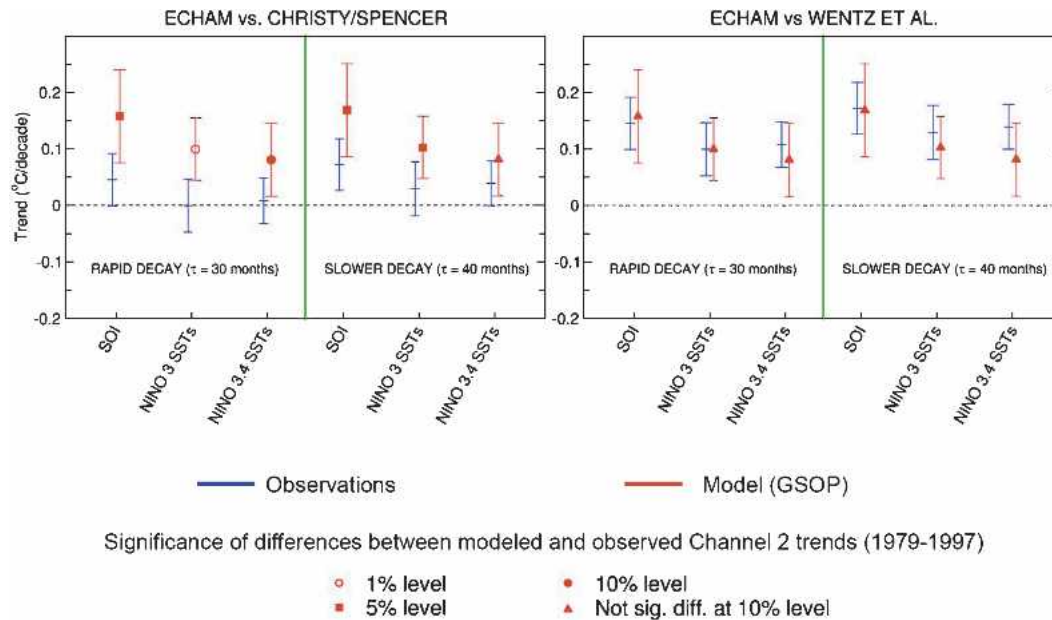 ECHAM vs. CHRISTY/SPENCER
ECHAM vs WENTZ ET AL.
Trend (°C/decade)
0.2
0.1
0
-0.1
-0.2
RAPID DECAY (τ = 30 months)
SLOWER DECAY (τ = 40 months)
SOI
NINO 3 SSTs
NINO 3.4 SSTs
SOI
NINO 3 SSTs
NINO 3.4 SSTs
0.2
0.1
0
-0.1
-0.2
RAPID DECAY (τ = 30 months)
SLOWER DECAY (τ = 40 months)
SOI
NINO 3 SSTs
NINO 3.4 SSTs
SOI
NINO 3 SSTs
NINO 3.4 SSTs
Observations
Model (GSOP)
Significance of differences between modeled and observed Channel 2 trends (1979-1997)
1% level
10% level
5% level
Not sig. diff. at 10% level